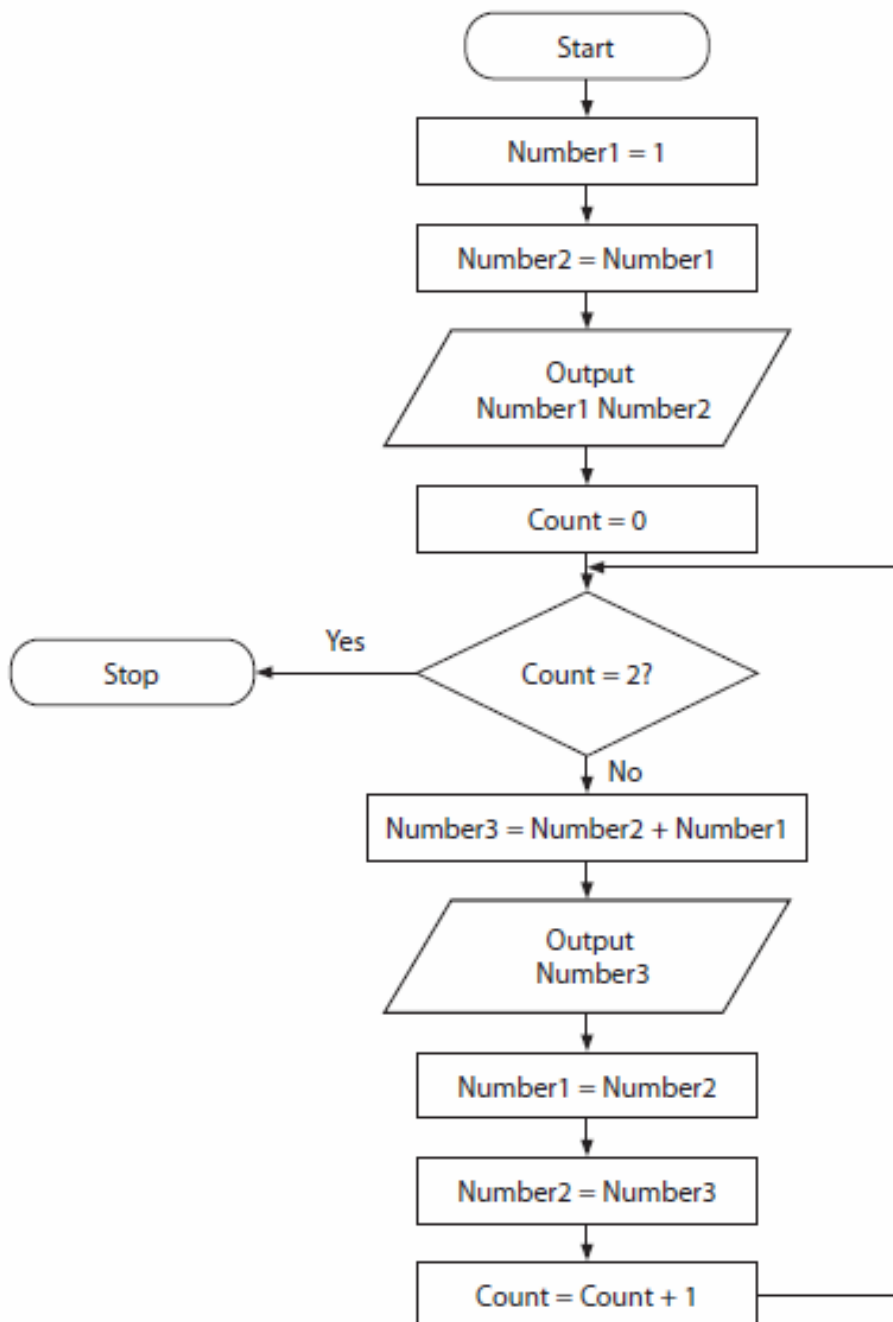 Start
Number1 = 1
Number2 = Number1
Output
Number1 Number2
Count = 0
Yes
Stop
Count = 2?
No
Number3 = Number2 + Number1
Output
Number3
Number1 = Number2
Number2 = Number3
Count = Count + 1